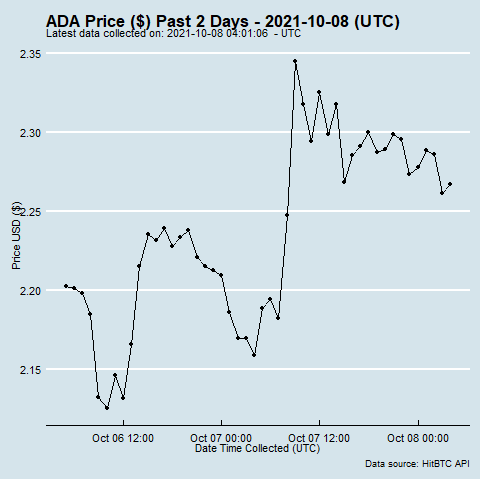 ADA Price ($) Past 2 Days - 2021-10-08 (UTC)
Latest data collected on: 2021-10-08 04:01:06  - UTC
2.35
2.30
2.25
2.20
2.15
Price USD ($)
Oct 06 12:00
Oct 07 00:00
Oct 07 12:00
Oct 08 00:00
Date Time Collected (UTC)
Data source: HitBTC API